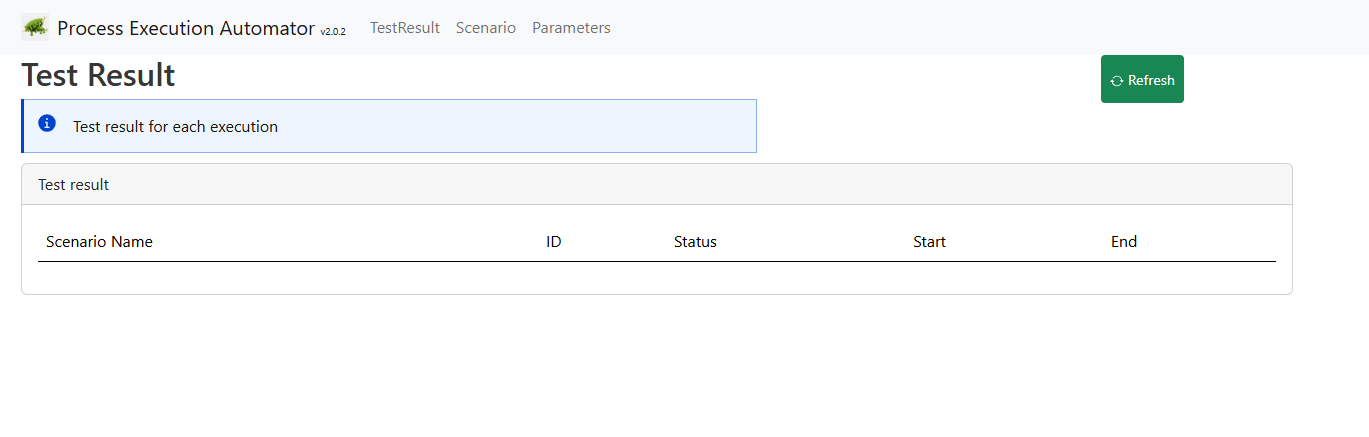 Process Execution Automator v2.0.2 TestResult Scenario Parameters
Test Result
Refresh
Test result for each execution
Test result
Scenario Name ID Status Start End